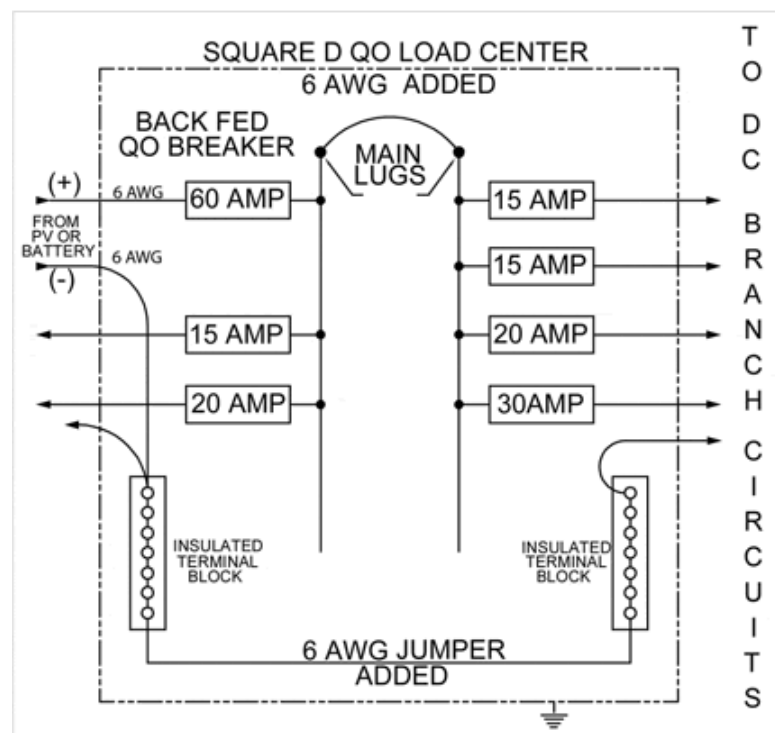 SQUARE D QO LOAD CENTER
6 AWG ADDED
BACK FED
QO BREAKER
MAIN
LUGS
(+)
6 AWG
60 AMP
15 AMP
FROM
PV OR
BATTERY
6 AWG
(-)
15 AMP
15 AMP
20 AMP
20 AMP
30AMP
INSULATED
TERMINAL
BLOCK
INSULATED
TERMINAL
BLOCK
6 AWG JUMPER
ADDED
TO DC BRANCH CIRCUITS